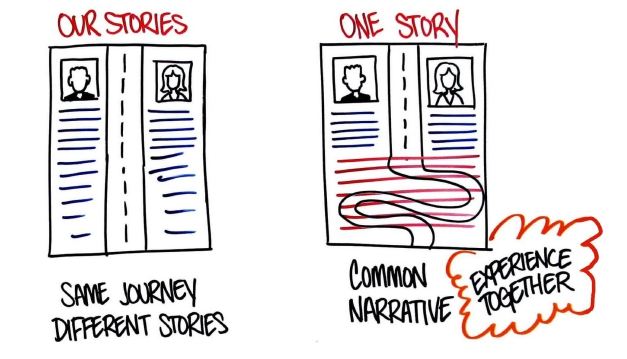 OUR STORIES
SAME JOURNEY
DIFFERENT STORIES
ONE STORY
COMMON
NARRATIVE
EXPERIENCE
TOGETHER